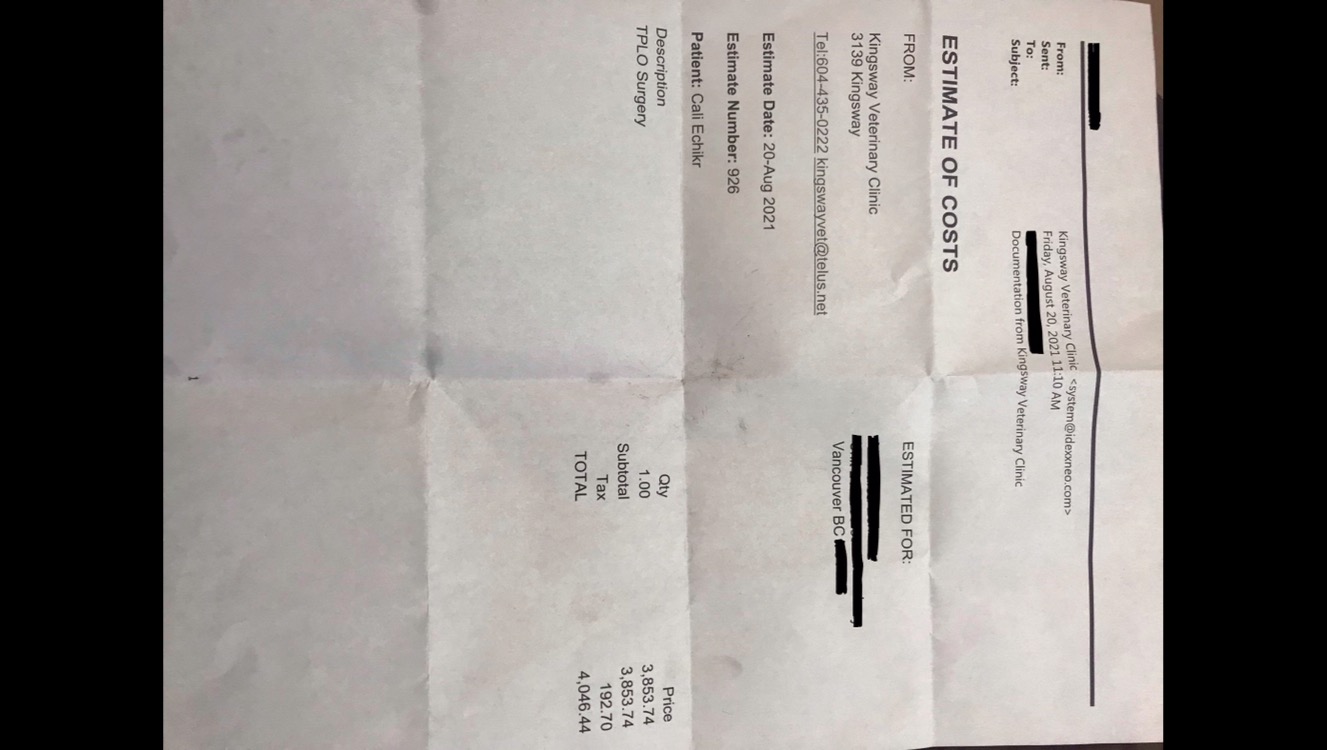 From: Kingsway Veterinary Clinic <system@idexxneo.com>
Sent: Friday, August 20, 2021 11:10 AM
To:
Subject: Documentation from Kingsway Veterinary Clinic
ESTIMATE OF COSTS
FROM: ESTIMATED FOR:
Kingsway Veterinary Clinic
3139 Kingsway
Vancouver BC
Tel:604-435-0222 kingswayvet@telus.net
Estimate Date: 20-Aug 2021
Estimate Number: 926
Patient: Cali Echikr
Description Qty Price
TPLO Surgery 1.00 3,853.74
Subtotal 3,853.74
Tax 192.70
TOTAL 4,046.44
1